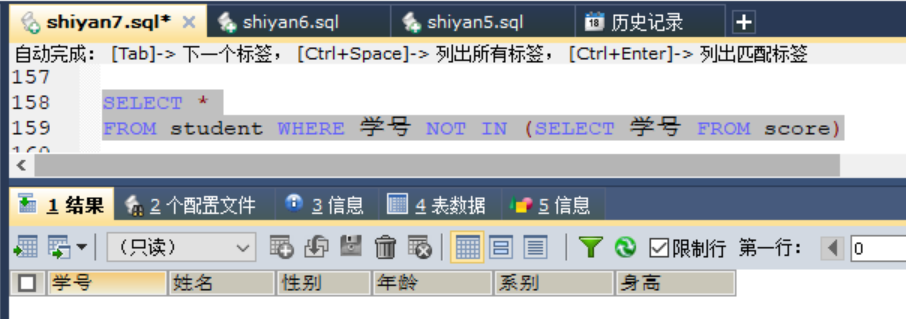 shiyan7.sql* × shiyan6.sql shiyan5.sql 历史记录 +
自动完成： [Tab]-> 下一个标签， [Ctrl+Space]-> 列出所有标签， [Ctrl+Enter]-> 列出匹配标签
157
158 SELECT *
159 FROM student WHERE 学号 NOT IN (SELECT 学号 FROM score)
160
1 结果 2 个配置文件 3 信息 4 表数据 5 信息
（只读） 限制行 第一行： 0
学号 姓名 性别 年龄 系别 身高